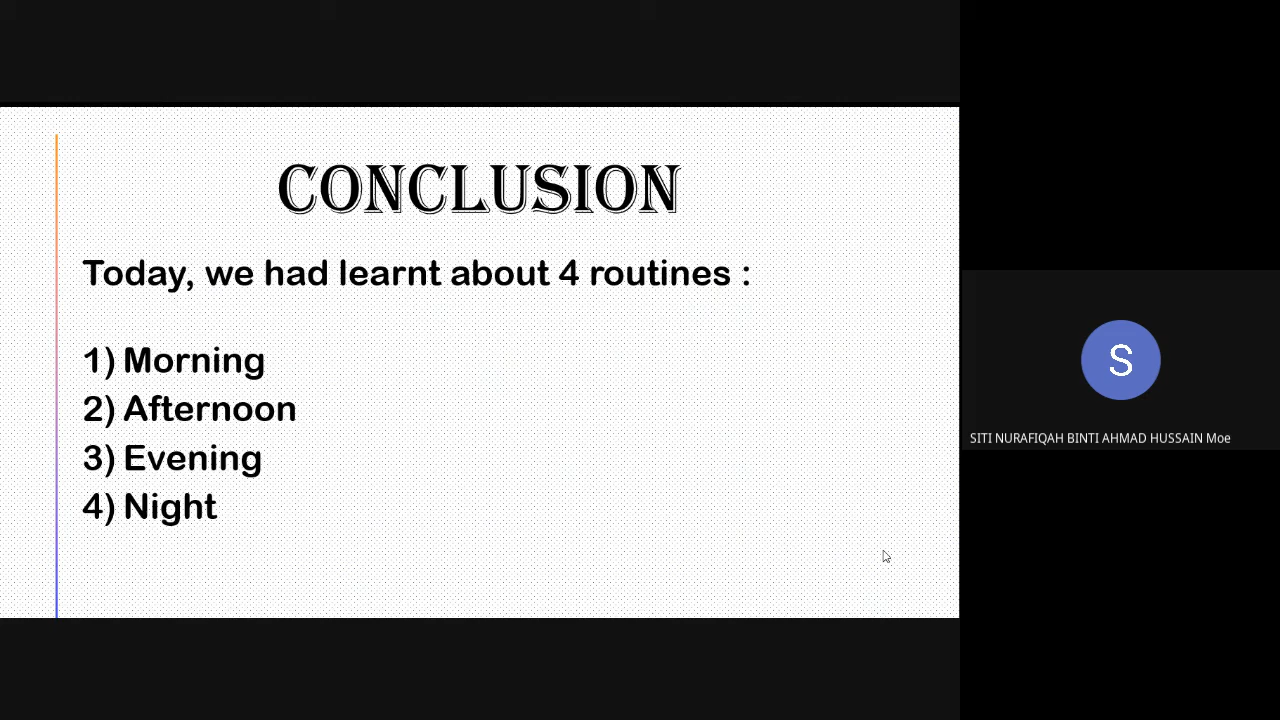 CONCLUSION
Today, we had learnt about 4 routines :
1) Morning
2) Afternoon
3) Evening
4) Night
S
SITI NURAFIQAH BINTI AHMAD HUSSAIN Moe